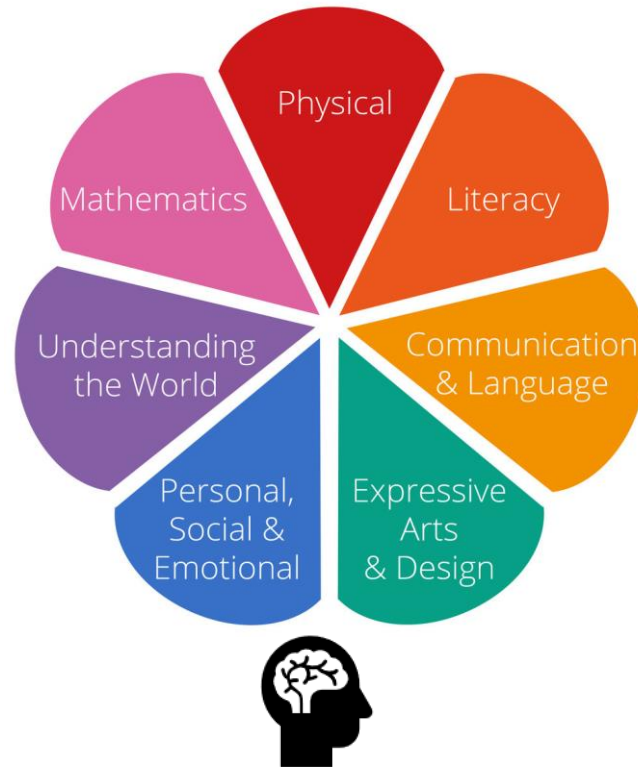 Physical
Literacy
Communication
& Language
Expressive
Arts
& Design
Personal,
Social &
Emotional
Understanding
the World
Mathematics